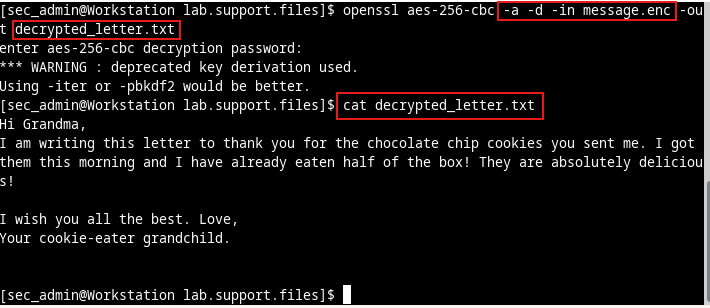 [sec_admin@Workstation lab.support.files]$ openssl aes-256-cbc -a -d -in message.enc -ou
t decrypted_letter.txt
enter aes-256-cbc decryption password:
*** WARNING : deprecated key derivation used.
Using -iter or -pbkdf2 would be better.
[sec_admin@Workstation lab.support.files]$ cat decrypted_letter.txt
Hi Grandma,
I am writing this letter to thank you for the chocolate chip cookies you sent me. I got
them this morning and I have already eaten half of the box! They are absolutely deliciou
s!
I wish you all the best. Love,
Your cookie-eater grandchild.
[sec_admin@Workstation lab.support.files]$